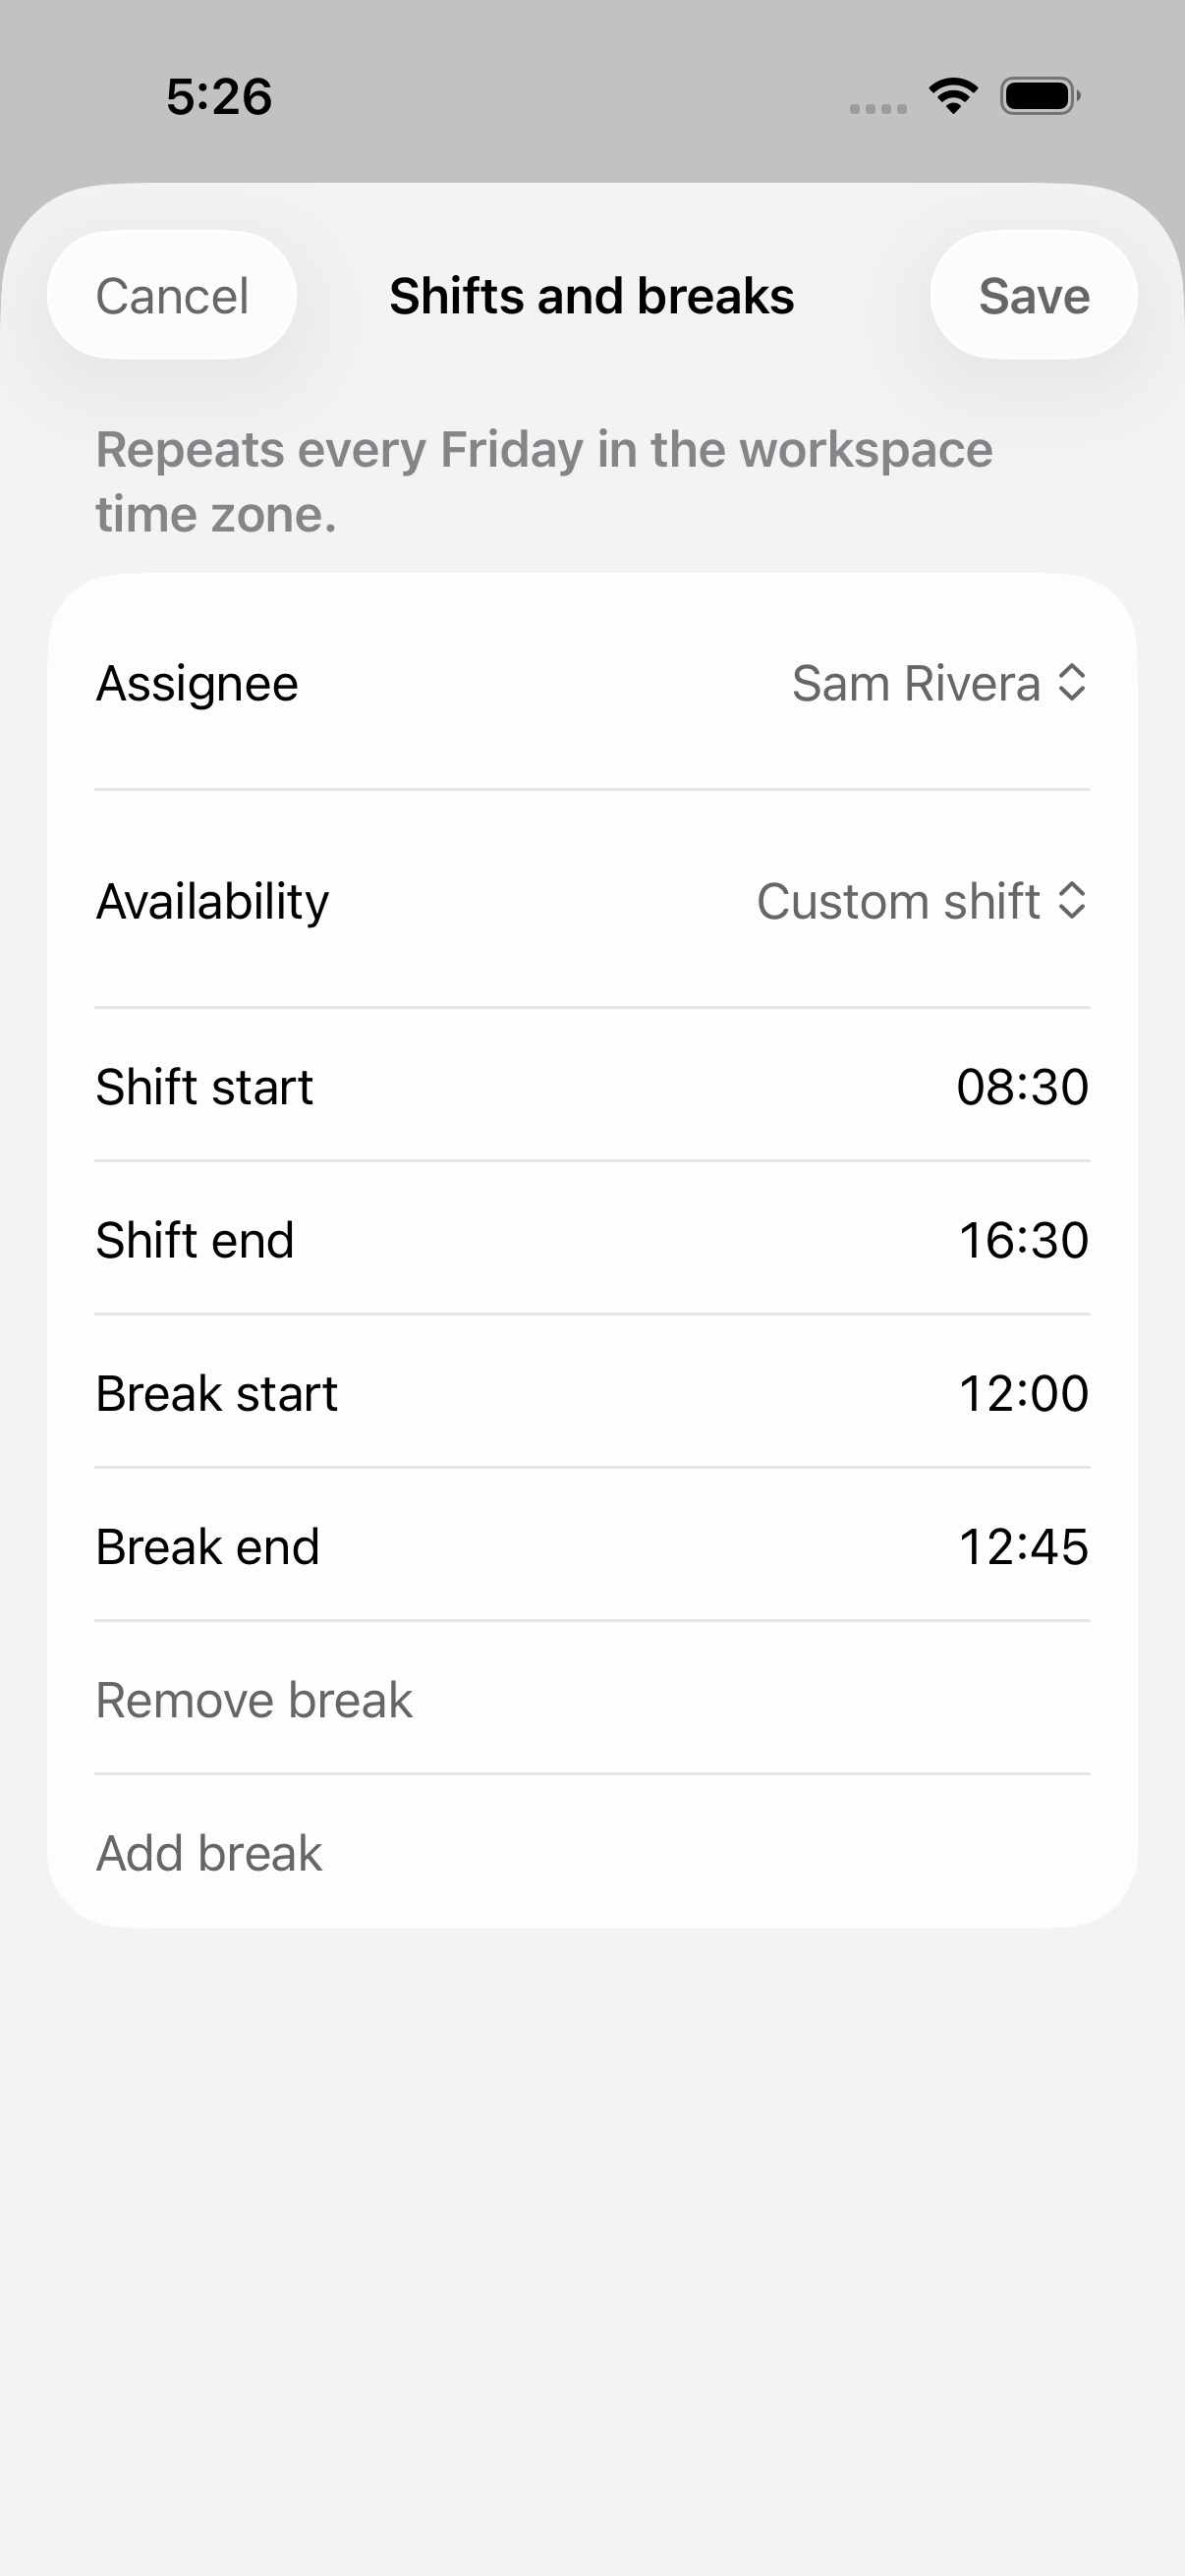 5:26
Cancel
Shifts and breaks
Save
Repeats every Friday in the workspace
time zone.
Assignee
Sam Rivera
Availability
Custom shift
Shift start
08:30
Shift end
16:30
Break start
12:00
Break end
12:45
Remove break
Add break